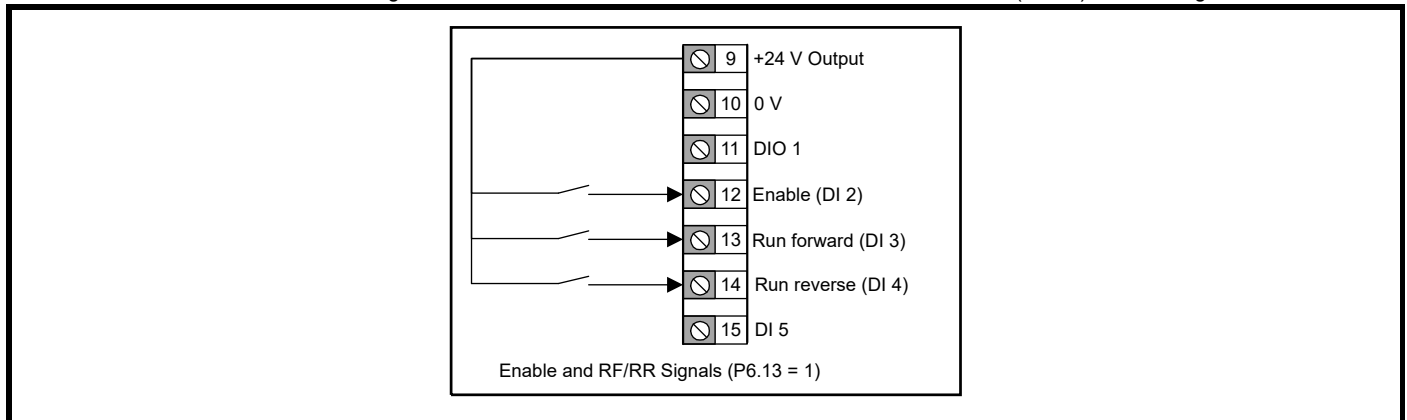 9 +24 V Output
10 0 V
11 DIO 1
12 Enable (DI 2)
13 Run forward (DI 3)
14 Run reverse (DI 4)
15 DI 5
Enable and RF/RR Signals (P6.13 = 1)